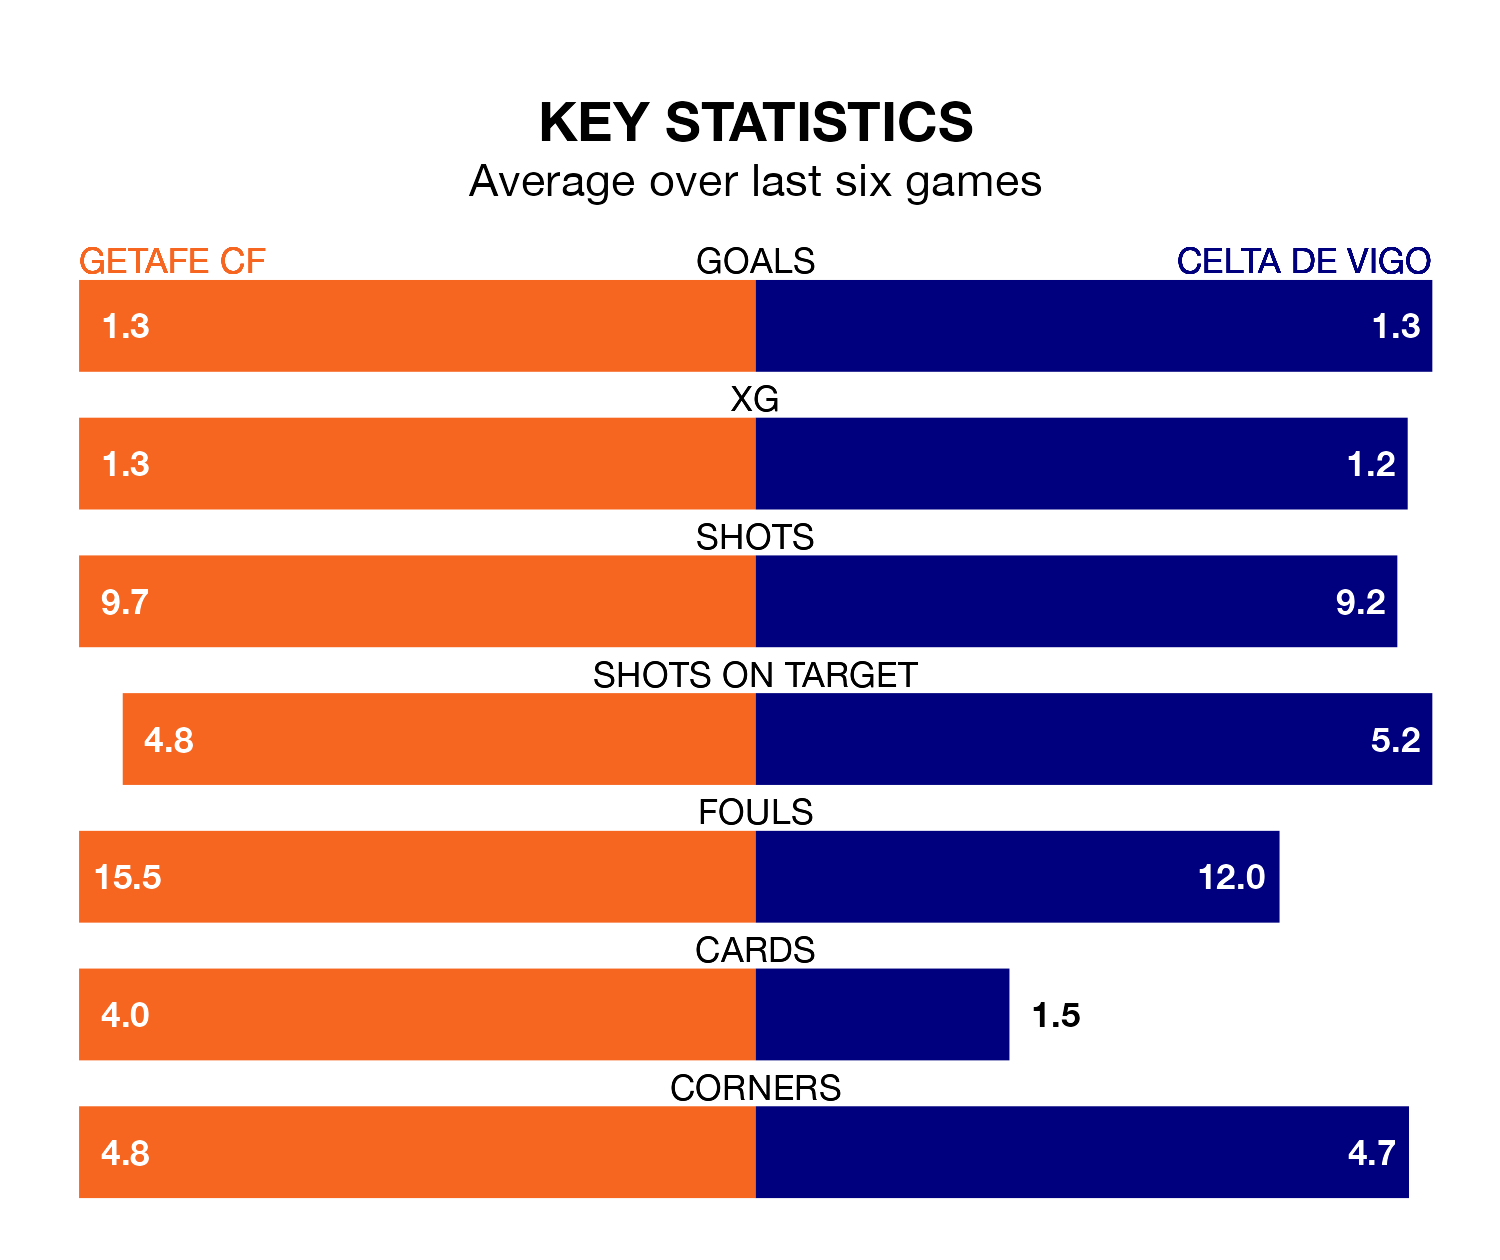 KEY STATISTICS
Average over last six games
GETAFE CF GOALS CELTA DE VIGO
1.3 1.3
XG
1.3 1.2
SHOTS
9.7 9.2
SHOTS ON TARGET
4.8 5.2
FOULS
15.5 12.0
CARDS
4.0 1.5
CORNERS
4.8 4.7